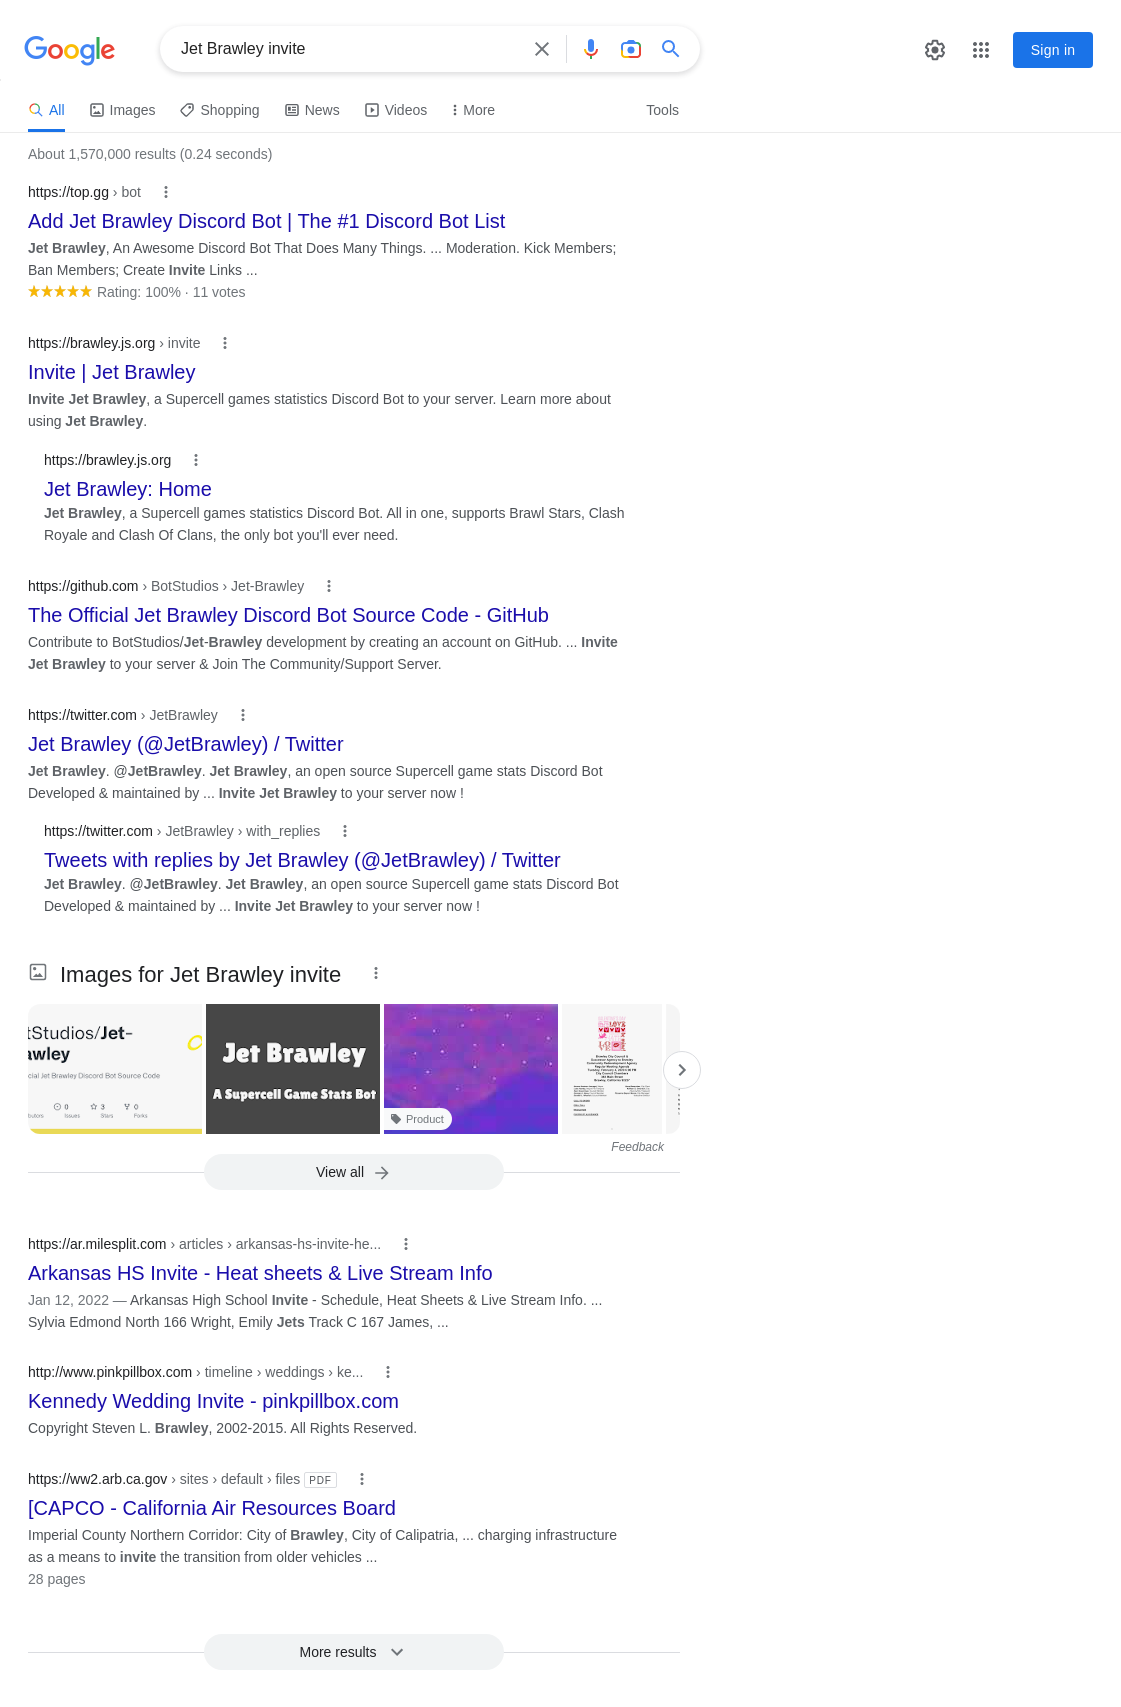 Google
Jet Brawley invite
Sign in
All
Images
Shopping
News
Videos
More
Tools
About 1,570,000 results (0.24 seconds)
https://top.gg › bot
Add Jet Brawley Discord Bot | The #1 Discord Bot List
Jet Brawley, An Awesome Discord Bot That Does Many Things. ... Moderation. Kick Members;
Ban Members; Create Invite Links ...
Rating: 100% · 11 votes
https://brawley.js.org › invite
Invite | Jet Brawley
Invite Jet Brawley, a Supercell games statistics Discord Bot to your server. Learn more about
using Jet Brawley.
https://brawley.js.org
Jet Brawley: Home
Jet Brawley, a Supercell games statistics Discord Bot. All in one, supports Brawl Stars, Clash
Royale and Clash Of Clans, the only bot you'll ever need.
https://github.com › BotStudios › Jet-Brawley
The Official Jet Brawley Discord Bot Source Code - GitHub
Contribute to BotStudios/Jet-Brawley development by creating an account on GitHub. ... Invite
Jet Brawley to your server & Join The Community/Support Server.
https://twitter.com › JetBrawley
Jet Brawley (@JetBrawley) / Twitter
Jet Brawley. @JetBrawley. Jet Brawley, an open source Supercell game stats Discord Bot
Developed & maintained by ... Invite Jet Brawley to your server now !
https://twitter.com › JetBrawley › with_replies
Tweets with replies by Jet Brawley (@JetBrawley) / Twitter
Jet Brawley. @JetBrawley. Jet Brawley, an open source Supercell game stats Discord Bot
Developed & maintained by ... Invite Jet Brawley to your server now !
Images for Jet Brawley invite
tStudios/Jet-
awley
cial Jet Brawley Discord Bot Source Code
0
3
0
Issues
Stars
Forks
Jet Brawley
A Supercell Game Stats Bot
Product
Feedback
View all
https://ar.milesplit.com › articles › arkansas-hs-invite-he...
Arkansas HS Invite - Heat sheets & Live Stream Info
Jan 12, 2022 — Arkansas High School Invite - Schedule, Heat Sheets & Live Stream Info. ...
Sylvia Edmond North 166 Wright, Emily Jets Track C 167 James, ...
http://www.pinkpillbox.com › timeline › weddings › ke...
Kennedy Wedding Invite - pinkpillbox.com
Copyright Steven L. Brawley, 2002-2015. All Rights Reserved.
https://ww2.arb.ca.gov › sites › default › files PDF
[CAPCO - California Air Resources Board
Imperial County Northern Corridor: City of Brawley, City of Calipatria, ... charging infrastructure
as a means to invite the transition from older vehicles ...
28 pages
More results